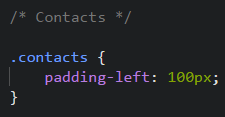 /* Contacts */
.contacts {
    padding-left: 100px;
}